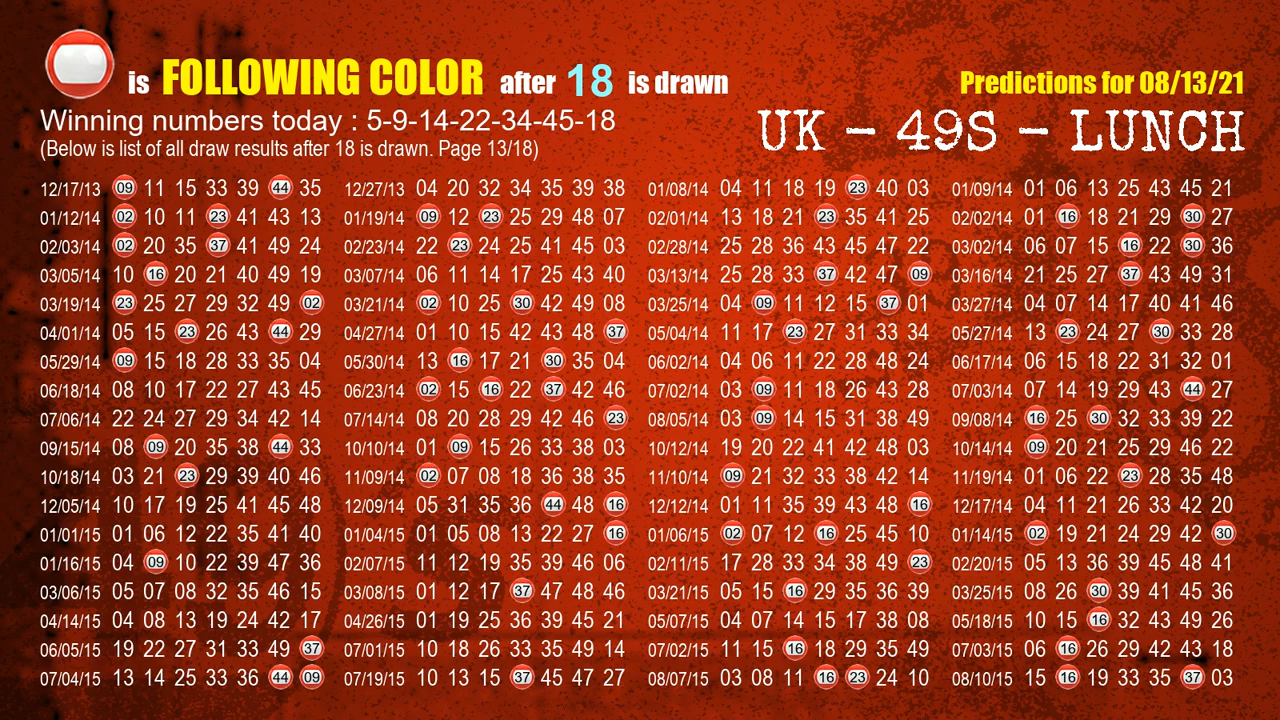 is FOLLOWING COLOR after 18 is drawn
Predictions for 08/13/21
Winning numbers today : 5-9-14-22-34-45-18
UK - 49S - LUNCH
(Below is list of all draw results after 18 is drawn. Page 13/18)
12/17/13 09 11 15 33 39 44 35 12/27/13 04 20 32 34 35 39 38 01/08/14 04 11 18 19 23 40 03 01/09/14 01 06 13 25 43 45 21
01/12/14 02 10 11 23 41 43 13 01/19/14 09 12 23 25 29 48 07 02/01/14 13 18 21 23 35 41 25 02/02/14 01 16 18 21 29 30 27
02/03/14 02 20 35 37 41 49 24 02/23/14 22 23 24 25 41 45 03 02/28/14 25 28 36 43 45 47 22 03/02/14 06 07 15 16 22 30 36
03/05/14 10 16 20 21 40 49 19 03/07/14 06 11 14 17 25 43 40 03/13/14 25 28 33 37 42 47 09 03/16/14 21 25 27 37 43 49 31
03/19/14 23 25 27 29 32 49 02 03/21/14 02 10 25 30 42 49 08 03/25/14 04 09 11 12 15 37 01 03/27/14 04 07 14 17 40 41 46
04/01/14 05 15 23 26 43 44 29 04/27/14 01 10 15 42 43 48 37 05/04/14 11 17 23 27 31 33 34 05/27/14 13 23 24 27 30 33 28
05/29/14 09 15 18 28 33 35 04 05/30/14 13 16 17 21 30 35 04 06/02/14 04 06 11 22 28 48 24 06/17/14 06 15 18 22 31 32 01
06/18/14 08 10 17 22 27 43 45 06/23/14 02 15 16 22 37 42 46 07/02/14 03 09 11 18 26 43 28 07/03/14 07 14 19 29 43 44 27
07/06/14 22 24 27 29 34 42 14 07/14/14 08 20 28 29 42 46 23 08/05/14 03 09 14 15 31 38 49 09/08/14 16 25 30 32 33 39 22
09/15/14 08 09 20 35 38 44 33 10/10/14 01 09 15 26 33 38 03 10/12/14 19 20 22 41 42 48 03 10/14/14 09 20 21 25 29 46 22
10/18/14 03 21 23 29 39 40 46 11/09/14 02 07 08 18 36 38 35 11/10/14 09 21 32 33 38 42 14 11/19/14 01 06 22 23 28 35 48
12/05/14 10 17 19 25 41 45 48 12/09/14 05 31 35 36 44 48 16 12/12/14 01 11 35 39 43 48 16 12/17/14 04 11 21 26 33 42 20
01/01/15 01 06 12 22 35 41 40 01/04/15 01 05 08 13 22 27 16 01/06/15 02 07 12 16 25 45 10 01/14/15 02 19 21 24 29 42 30
01/16/15 04 09 10 22 39 47 36 02/07/15 11 12 19 35 39 46 06 02/11/15 17 28 33 34 38 49 23 02/20/15 05 13 36 39 45 48 41
03/06/15 05 07 08 32 35 46 15 03/08/15 01 12 17 37 47 48 46 03/21/15 05 15 16 29 35 36 39 03/25/15 08 26 30 39 41 45 36
04/14/15 04 08 13 19 24 42 17 04/26/15 01 19 25 36 39 45 21 05/07/15 04 07 14 15 17 38 08 05/18/15 10 15 16 33 43 49 26
06/05/15 19 22 27 31 33 49 37 07/01/15 10 18 26 33 35 49 14 07/02/15 11 15 16 18 29 35 49 07/03/15 06 16 26 29 42 43 18
07/04/15 13 14 25 33 36 44 09 07/19/15 10 13 15 37 45 47 27 08/07/15 03 08 11 16 23 24 10 08/10/15 15 16 19 33 35 37 03